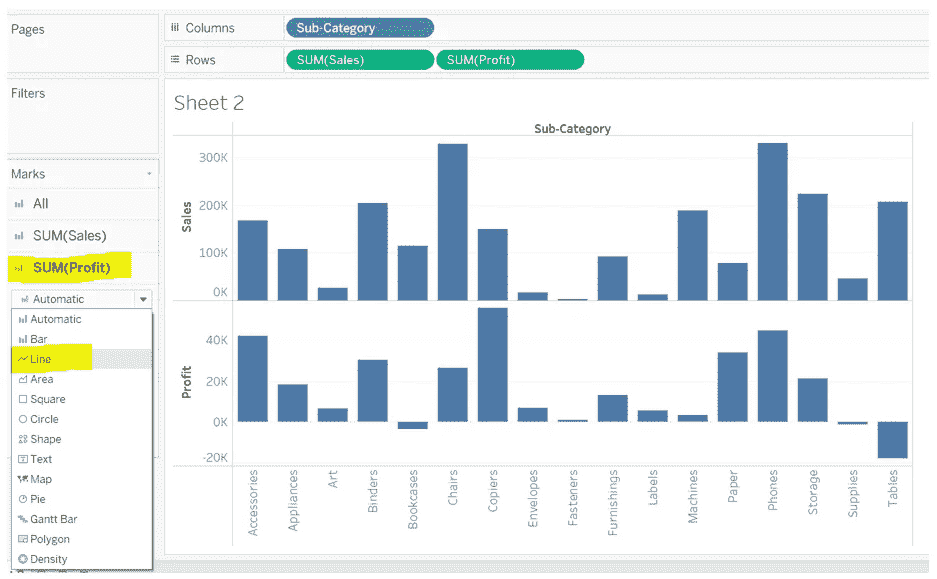 Pages
Columns
Sub-Category
Rows
SUM(Sales)
SUM(Profit)
Filters
Marks
All
SUM(Sales)
SUM(Profit)
Automatic
Automatic
Bar
Line
Area
Square
Circle
Shape
Text
Map
Pie
Gantt Bar
Polygon
Density
Sheet 2
Sub-Category
Sales
300K
200K
100K
0K
Profit
40K
20K
0K
-20K
Accessories
Appliances
Art
Binders
Bookcases
Chairs
Copiers
Envelopes
Fasteners
Furnishings
Labels
Machines
Paper
Phones
Storage
Supplies
Tables